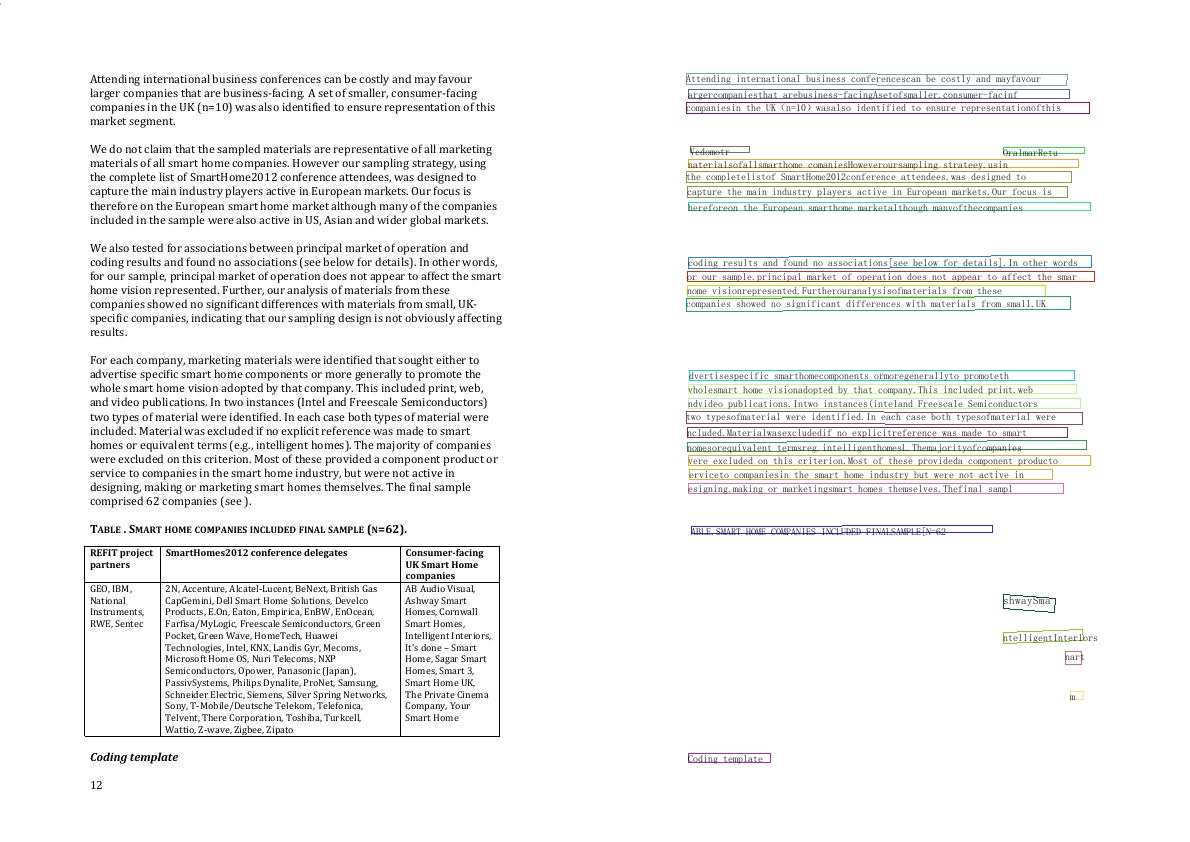 Attending international business conferences can be costly and may favour
larger companies that are business-facing. A set of smaller, consumer-facing
companies in the UK (n=10) was also identified to ensure representation of this
market segment.
We do not claim that the sampled materials are representative of all marketing
materials of all smart home companies. However our sampling strategy, using
the complete list of SmartHome2012 conference attendees, was designed to
capture the main industry players active in European markets. Our focus is
therefore on the European smart home market although many of the companies
included in the sample were also active in US, Asian and wider global markets.
We also tested for associations between principal market of operation and
coding results and found no associations (see below for details). In other words,
for our sample, principal market of operation does not appear to affect the smart
home vision represented. Further, our analysis of materials from these
companies showed no significant differences with materials from small, UK-
specific companies, indicating that our sampling design is not obviously affecting
results.
For each company, marketing materials were identified that sought either to
advertise specific smart home components or more generally to promote the
whole smart home vision adopted by that company. This included print, web,
and video publications. In two instances (Intel and Freescale Semiconductors)
two types of material were identified. In each case both types of material were
included. Material was excluded if no explicit reference was made to smart
homes or equivalent terms (e.g., intelligent homes). The majority of companies
were excluded on this criterion. Most of these provided a component product or
service to companies in the smart home industry, but were not active in
designing, making or marketing smart homes themselves. The final sample
comprised 62 companies (see ).
TABLE . SMART HOME COMPANIES INCLUDED FINAL SAMPLE (N=62).
REFIT project
partners
SmartHomes2012 conference delegates
Consumer-facing
UK Smart Home
companies
GEO, IBM,
National
Instruments,
RWE, Sentec
2N, Accenture, Alcatel-Lucent, BeNext, British Gas
CapGemini, Dell Smart Home Solutions, Develco
Products, E.On, Eaton, Empirica, EnBW, EnOcean,
Farfisa/MyLogic, Freescale Semiconductors, Green
Pocket, Green Wave, HomeTech, Huawei
Technologies, Intel, KNX, Landis Gyr, Mecoms,
Microsoft Home OS, Nuri Telecoms, NXP
Semiconductors, Opower, Panasonic (Japan),
PassivSystems, Philips Dynalite, ProNet, Samsung,
Schneider Electric, Siemens, Silver Spring Networks,
Sony, T-Mobile/Deutsche Telekom, Telefonica,
Telvent, There Corporation, Toshiba, Turkcell,
Wattio, Z-wave, Zigbee, Zipato
AB Audio Visual,
Ashway Smart
Homes, Cornwall
Smart Homes,
Intelligent Interiors,
It's done – Smart
Home, Sagar Smart
Homes, Smart 3,
Smart Home UK,
The Private Cinema
Company, Your
Smart Home
Coding template
12
Attending international business conferencescan be costly and mayfavour
argercompaniesthat arebusiness-facingAsetofsmaller.consumer-facinf
companiesin the UK (n=10) wasalso identified to ensure representationofthis
Vedomotr
OralmarRetu
naterialsofallsmarthome comaniesHoweveroursampling strateey.usin
the completelistof SmartHome2012conference attendees.was designed to
capture the main industry players active in European markets.Our focus is
hereforeon the European smarthome marketalthough manvofthecompanies
coding results and found no associations[see below for details]. In other words
or our sample.principal market of operation does not appear to affect the smar
nome visionrepresented.Furtherouranalysisofmaterials from these
companies showed no significant differences with materials from small.UK
dvertisespecific smarthomecomponents ormoregenerallyto promoteth
wholesmart home visionadopted by that company.This included print.web
ndvideo publications. Intwo instances(inteland Freescale Semiconductors
two typesofmaterial were identified.In each case both typesofmaterial were
ncluded.Materialwasexcludedif no explicitreference was made to smart
nomesorequivalent termsreg.intelligenthomesl.Themajorityofcompanies
vere excluded on this criterion.Most of these provideda component producto
erviceto companiesin the smart home industry but were not active in
esigning.making or marketingsmart homes themselves.Thefinal sampl
ABLE.SMART HOME COMPANIES INCLUDED FINALSAMPLE[N-62
shwaySma
ntelligentInteriors
nart
m
Coding template